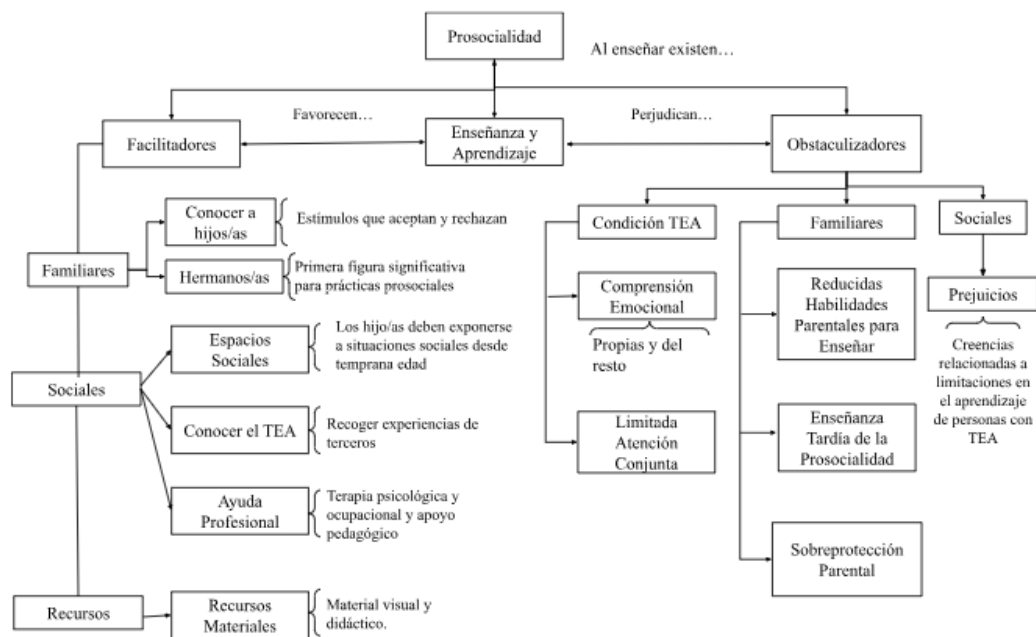 Prosocialidad
Al enseñar existen…
Favorecen…
Perjudican…
Facilitadores
Enseñanza y
Aprendizaje
Obstaculizadores
Familiares
Conocer a
hijos/as
Estímulos que aceptan y rechazan
Hermanos/as
Primera figura significativa
para prácticas prosociales
Sociales
Espacios
Sociales
Los hijo/as deben exponerse
a situaciones sociales desde
temprana edad
Conocer el TEA
Recoger experiencias de
terceros
Ayuda
Profesional
Terapia psicológica y
ocupacional y apoyo
pedagógico
Recursos
Recursos
Materiales
Material visual y
didáctico.
Condición TEA
Comprensión
Emocional
Propias y del
resto
Limitada
Atención
Conjunta
Familiares
Reducidas
Habilidades
Parentales para
Enseñar
Enseñanza
Tardía de la
Prosocialidad
Sobreprotección
Parental
Sociales
Prejuicios
Creencias
relacionadas a
limitaciones en
el aprendizaje
de personas con
TEA